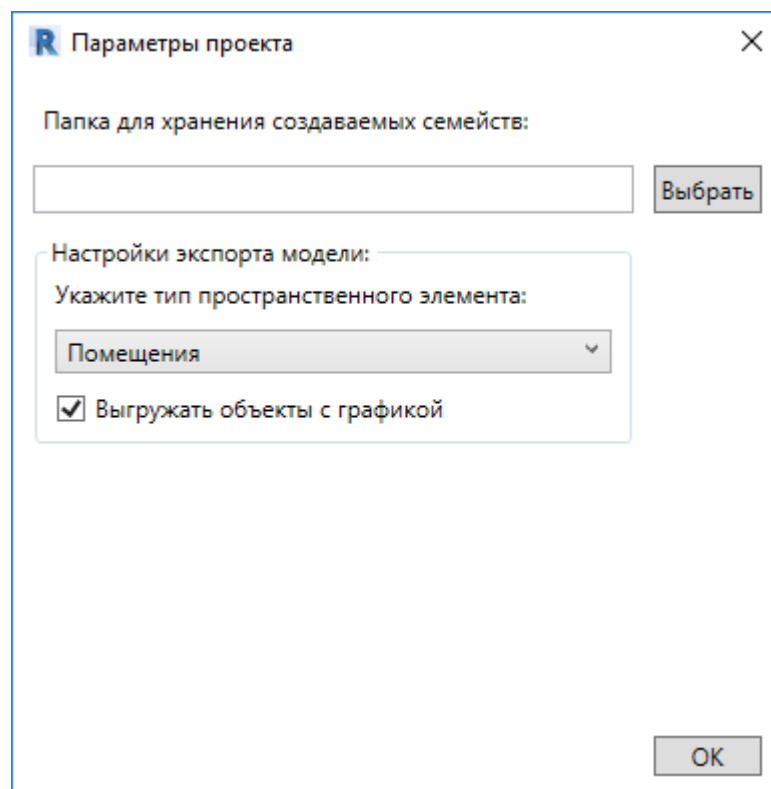 Параметры проекта
Папка для хранения создаваемых семейств:
Выбрать
Настройки экспорта модели:
Укажите тип пространственного элемента:
Помещения
Выгружать объекты с графикой
OK